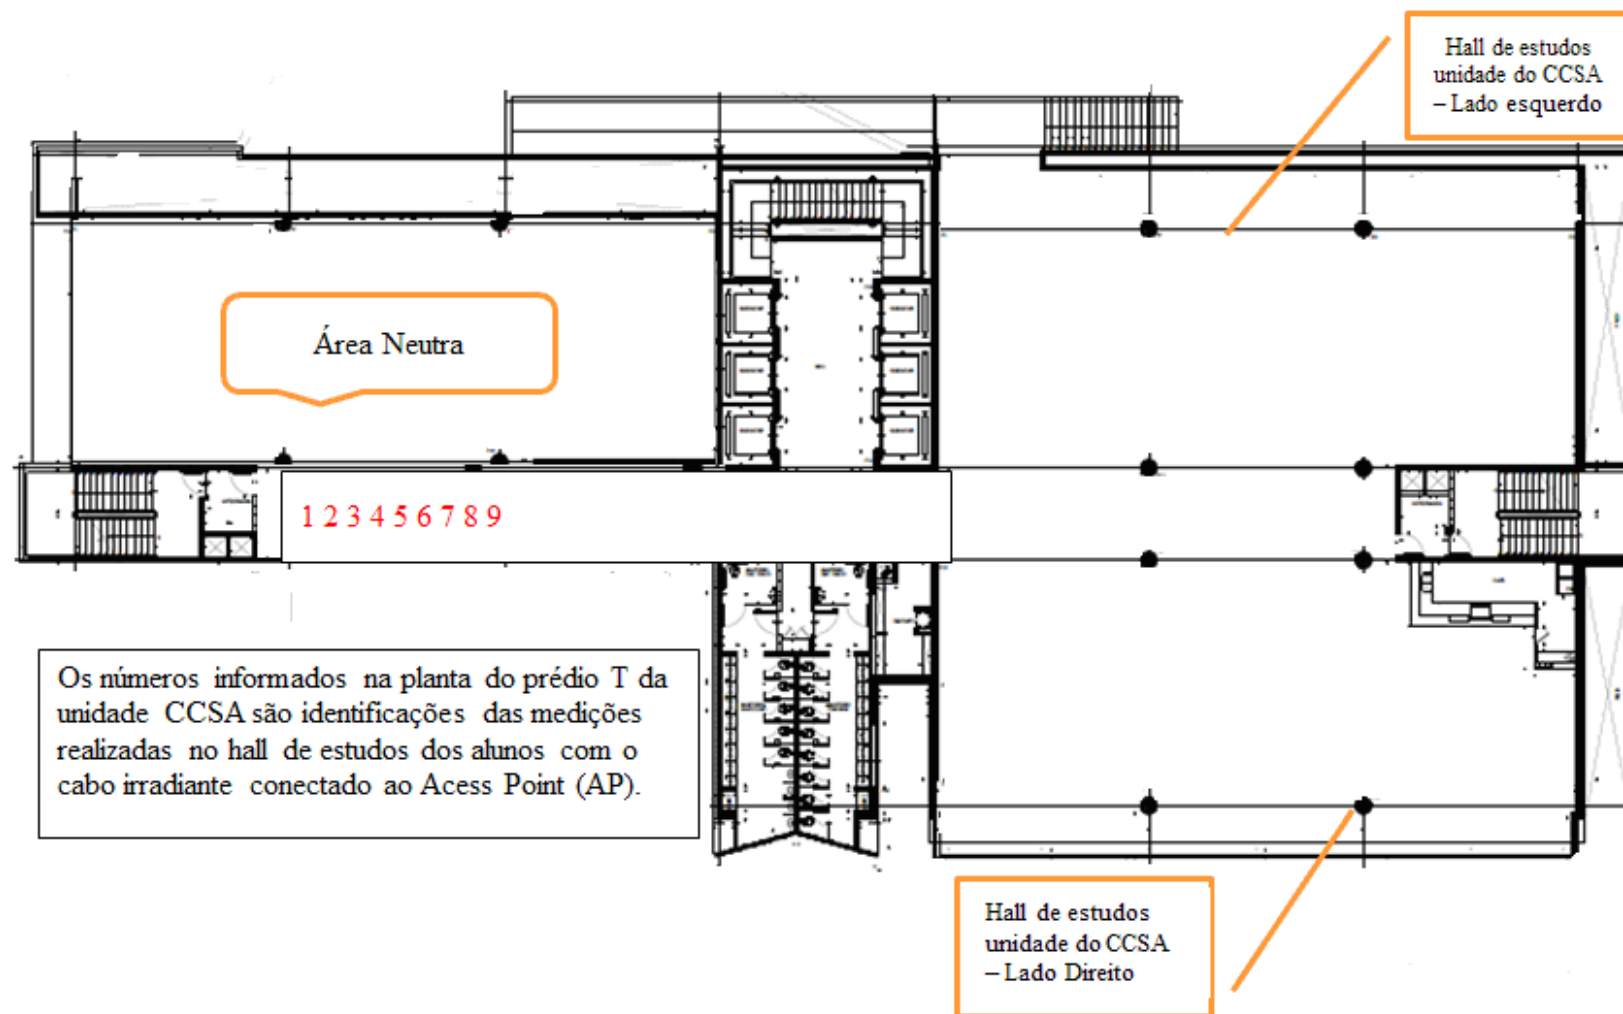 Hall de estudos
unidade do CCSA
– Lado esquerdo
Área Neutra
1 2 3 4 5 6 7 8 9
Os números informados na planta do prédio T da
unidade CCSA são identificações das medições
realizadas no hall de estudos dos alunos com o
cabo irradiante conectado ao Acess Point (AP).
Hall de estudos
unidade do CCSA
– Lado Direito